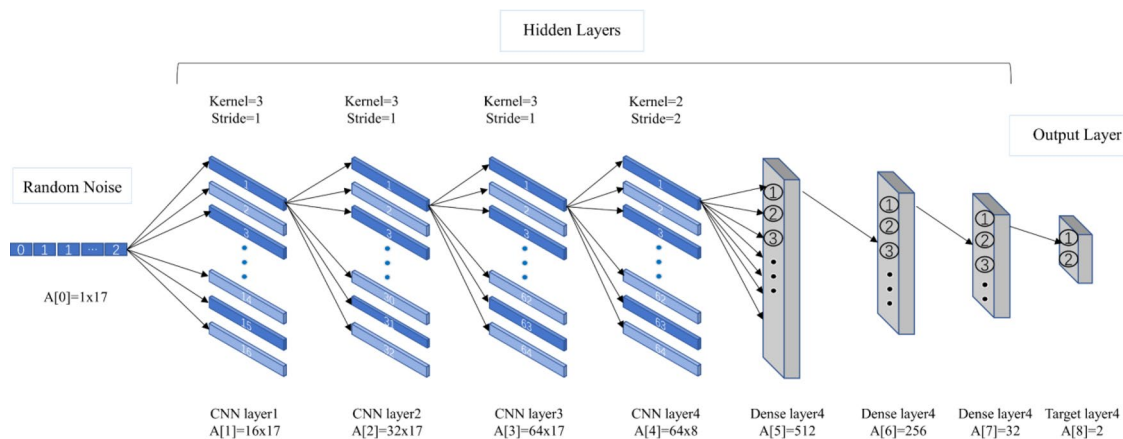 Hidden Layers
Kernel=3
Stride=1
Kernel=3
Stride=1
Kernel=3
Stride=1
Kernel=2
Stride=2
Output Layer
Random Noise
0 1 1 ... 2
A[0]=1x17
1
2
3
14
15
16
1
2
3
30
31
32
1
2
3
62
63
64
1
2
3
62
63
64
1
2
3
1
2
3
1
2
3
1
2
CNN layer1
A[1]=16x17
CNN layer2
A[2]=32x17
CNN layer3
A[3]=64x17
CNN layer4
A[4]=64x8
Dense layer4
A[5]=512
Dense layer4
A[6]=256
Dense layer4
A[7]=32
Target layer4
A[8]=2